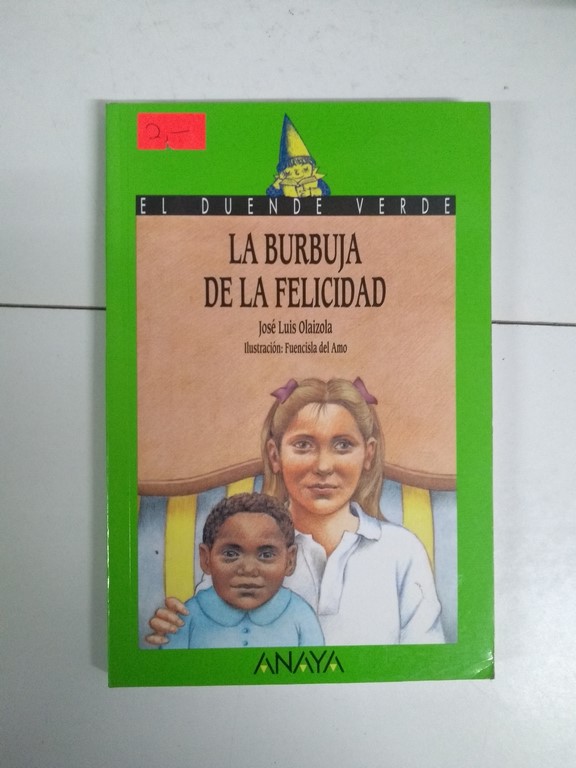 2,-
EL DUENDE VERDE
LA BURBUJA
DE LA FELICIDAD
José Luis Olaizola
Ilustración: Fuencisla del Amo
ANAYA